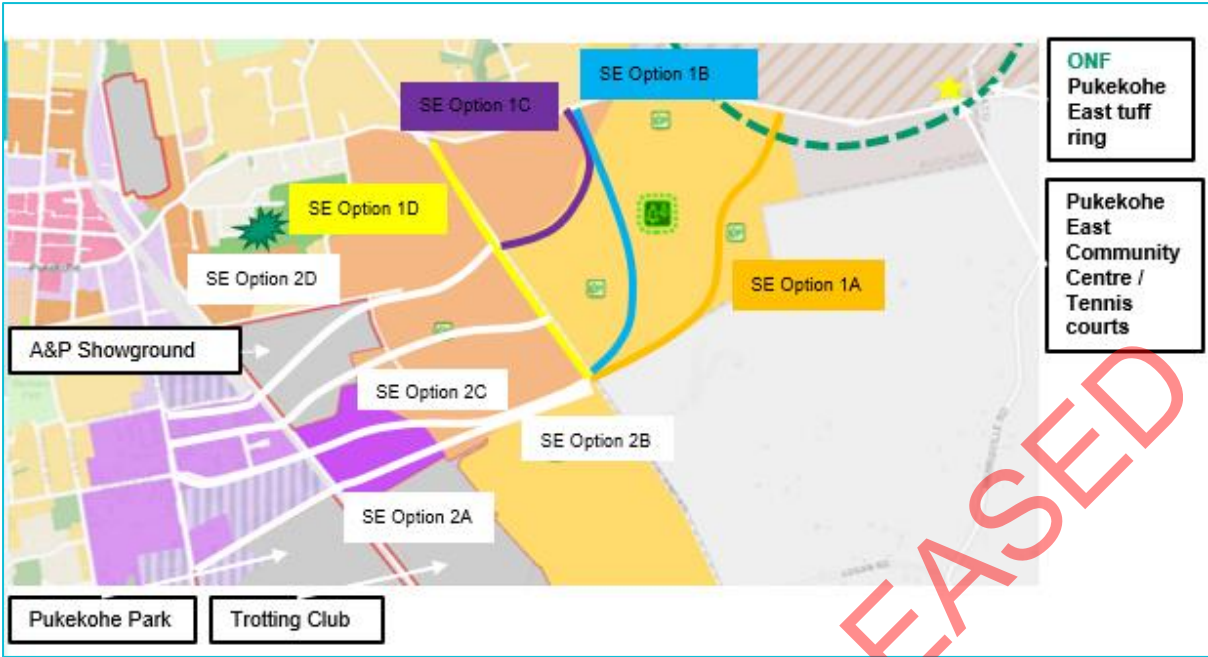 SE Option 1B
SE Option 1C
ONF
Pukekohe
East tuff
ring
SE Option 1D
Pukekohe
East
Community
Centre /
Tennis
courts
SE Option 2D
SE Option 1A
Pukekohe
A&P Showground
SE Option 2C
SE Option 2B
SE Option 2A
Pukekohe Park
Trotting Club
EASED